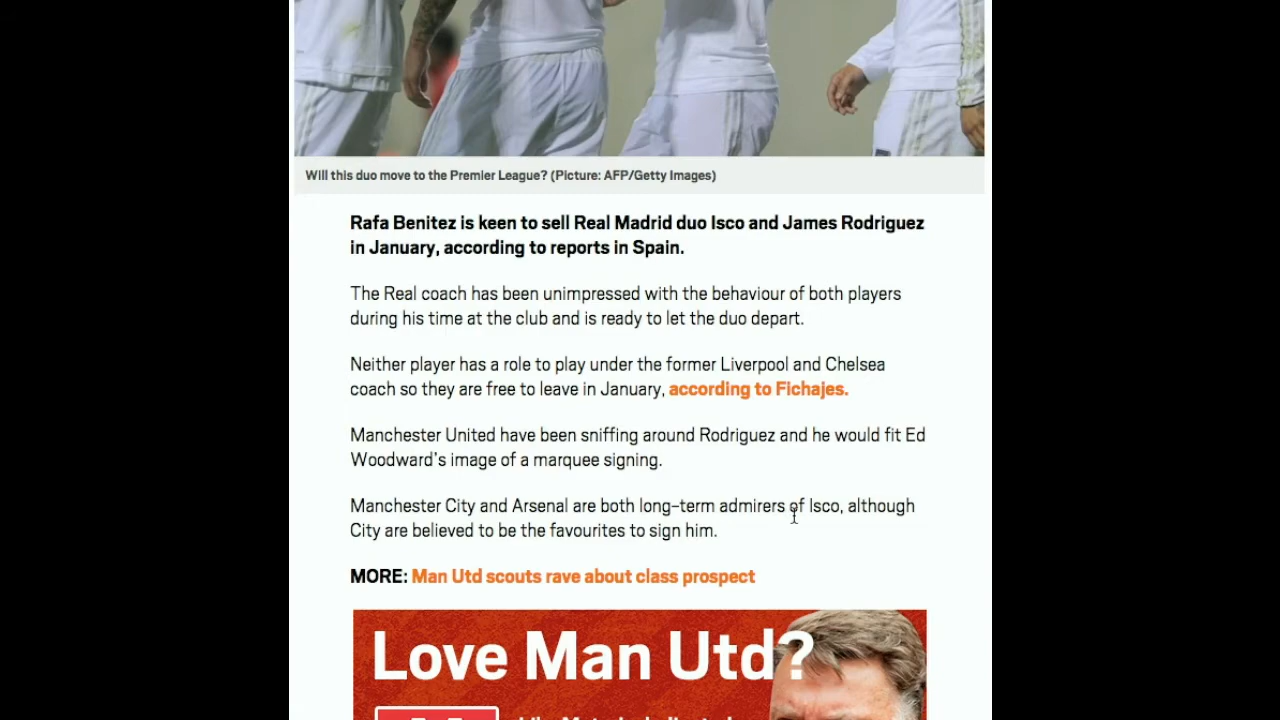 Will this duo move to the Premier League? (Picture: AFP/Getty Images)
Rafa Benitez is keen to sell Real Madrid duo Isco and James Rodriguez
in January, according to reports in Spain.
The Real coach has been unimpressed with the behaviour of both players
during his time at the club and is ready to let the duo depart.
Neither player has a role to play under the former Liverpool and Chelsea
coach so they are free to leave in January, according to Fichajes.
Manchester United have been sniffing around Rodriguez and he would fit Ed
Woodward's image of a marquee signing.
Manchester City and Arsenal are both long-term admirers of Isco, although
City are believed to be the favourites to sign him.
MORE: Man Utd scouts rave about class prospect
Love Man Utd?